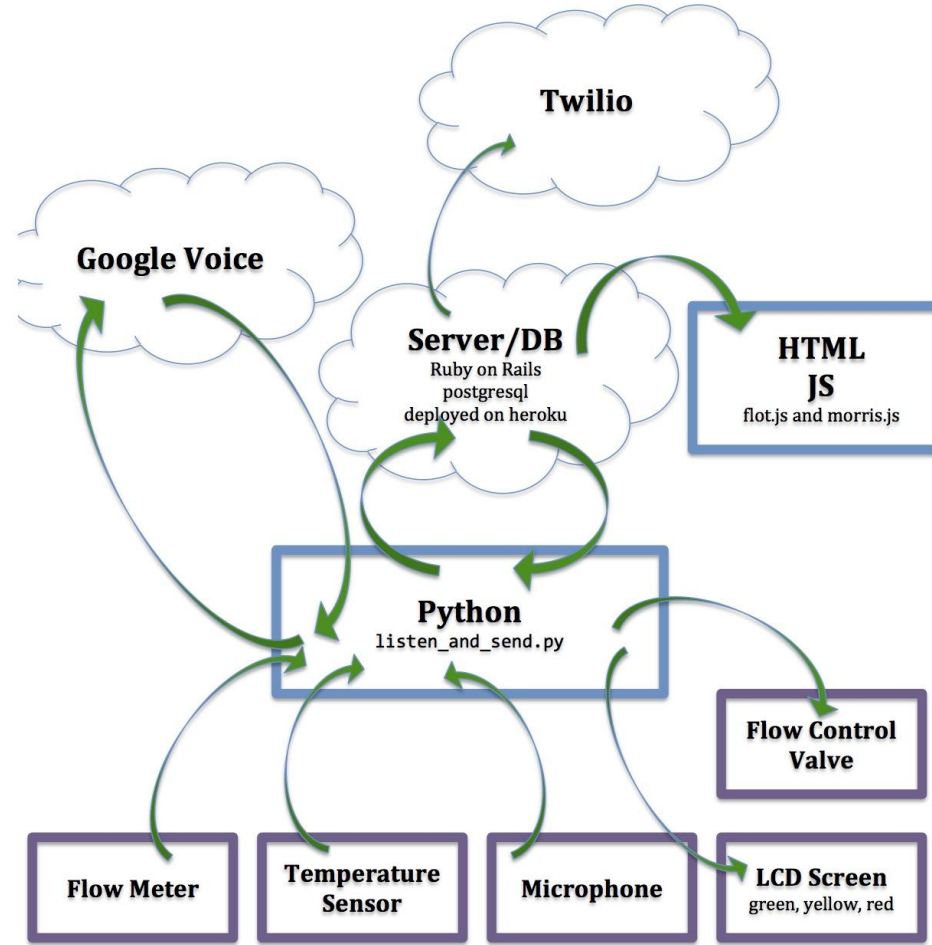 Twilio
Google Voice
Server/DB
Ruby on Rails
postgresql
deployed on heroku
HTML
JS
flot.js and morris.js
Python
listen_and_send.py
Flow Control
Valve
Flow Meter
Temperature
Sensor
Microphone
LCD Screen
green, yellow, red